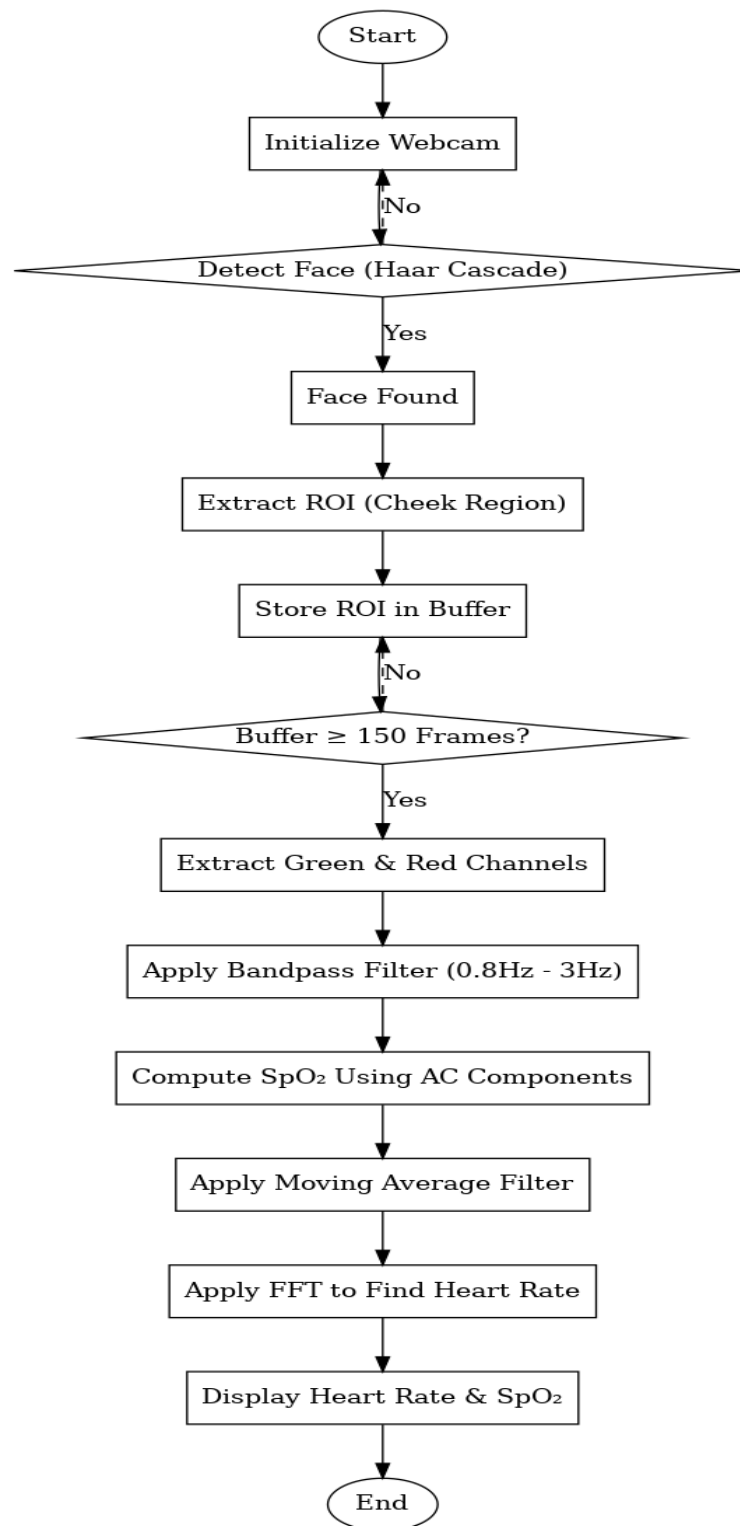 Start
Initialize Webcam
No
Detect Face (Haar Cascade)
Yes
Face Found
Extract ROI (Cheek Region)
Store ROI in Buffer
No
Buffer ≥ 150 Frames?
Yes
Extract Green & Red Channels
Apply Bandpass Filter (0.8Hz - 3Hz)
Compute SpO₂ Using AC Components
Apply Moving Average Filter
Apply FFT to Find Heart Rate
Display Heart Rate & SpO₂
End